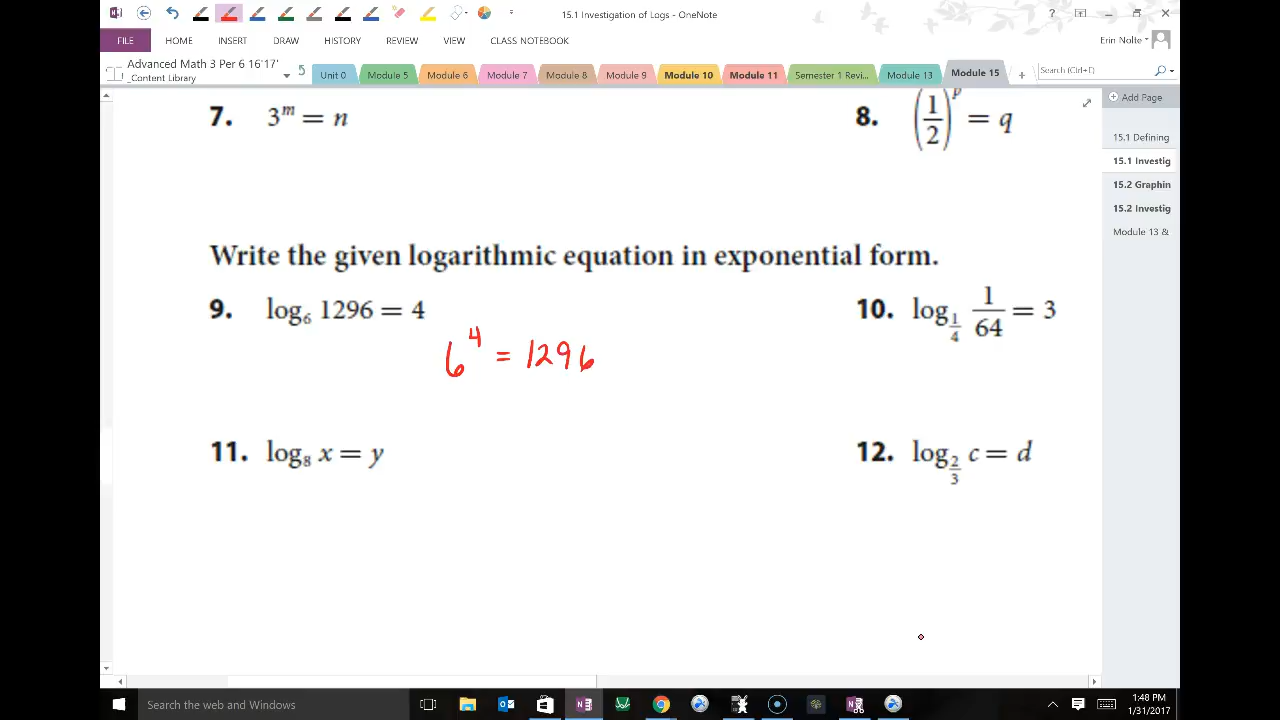 15.1 Investigation of Logs - OneNote
?
FILE HOME INSERT DRAW HISTORY REVIEW VIEW CLASS NOTEBOOK
Erin Nolte
Advanced Math 3 Per 6 16'17'
_Content Library
Unit 0 Module 5 Module 6 Module 7 Module 8 Module 9 Module 10 Module 11 Semester 1 Revi... Module 13 Module 15
Search (Ctrl+E)
Add Page
15.1 Defining
15.1 Investig
15.2 Graphin
15.2 Investig
Module 13 &
7. 3^m = n
8. (1/2)^p = q
Write the given logarithmic equation in exponential form.
9. log₆ 1296 = 4
6⁴ = 1296
10. log_{1/4} 1/64 = 3
11. log₈ x = y
12. log_{2/3} c = d
Search the web and Windows
1:48 PM
1/31/2017